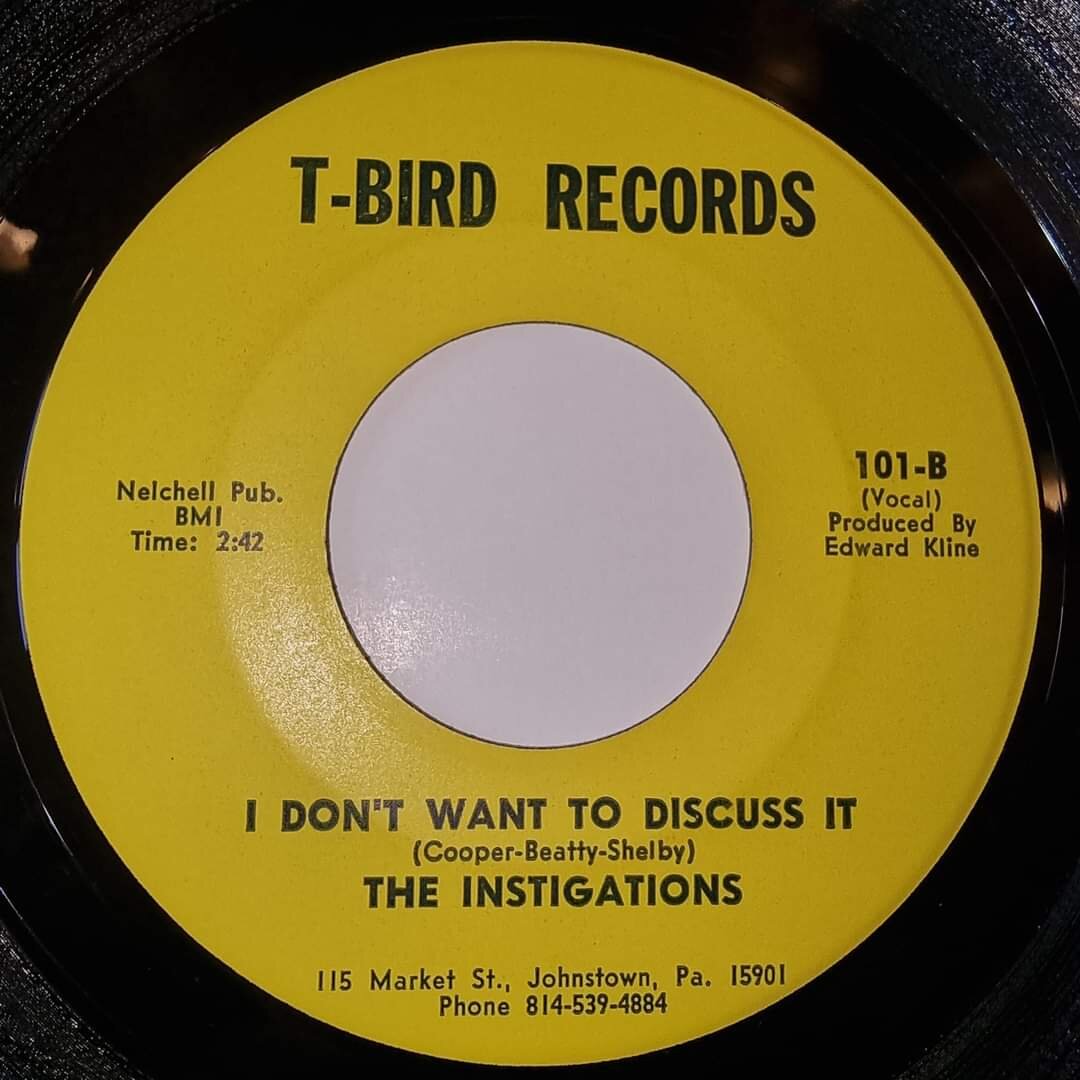 T-BIRD RECORDS
Nelchell Pub.
BMI
Time: 2:42
101-B
(Vocal)
Produced By
Edward Kline
I DON'T WANT TO DISCUSS IT
(Cooper-Beatty-Shelby)
THE INSTIGATIONS
115 Market St., Johnstown, Pa. 15901
Phone 814-539-4884